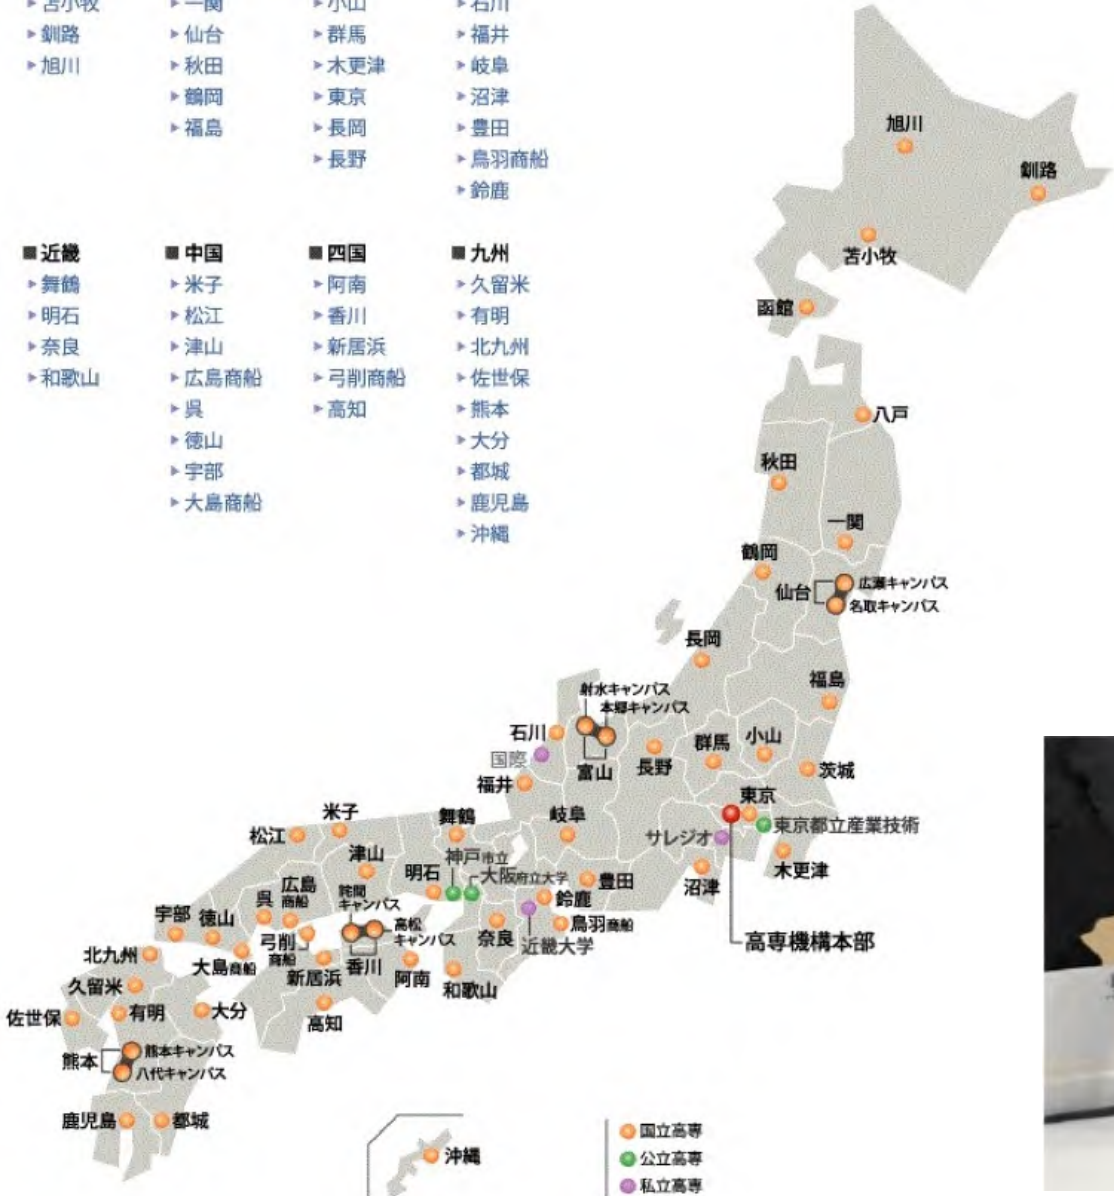 ▶苫小牧
▶釧路
▶旭川
▶一関
▶仙台
▶秋田
▶鶴岡
▶福島
▶小山
▶群馬
▶木更津
▶東京
▶長岡
▶長野
▶石川
▶福井
▶岐阜
▶沼津
▶豊田
▶鳥羽商船
▶鈴鹿
■近畿
▶舞鶴
▶明石
▶奈良
▶和歌山
■中国
▶米子
▶松江
▶津山
▶広島商船
▶呉
▶徳山
▶宇部
▶大島商船
■四国
▶阿南
▶香川
▶新居浜
▶弓削商船
▶高知
■九州
▶久留米
▶有明
▶北九州
▶佐世保
▶熊本
▶大分
▶都城
▶鹿児島
▶沖縄
旭川
釧路
苫小牧
函館
八戸
秋田
一関
鶴岡
仙台
広瀬キャンパス
名取キャンパス
長岡
福島
射水キャンパス
本郷キャンパス
石川
国際
富山
長野
群馬
小山
茨城
福井
東京
東京都立産業技術
サレジオ
木更津
沼津
高専機構本部
岐阜
豊田
鈴鹿
鳥羽商船
近畿大学
奈良
和歌山
舞鶴
神戸市立
大阪府立大学
明石
米子
松江
津山
広島
商船
呉
詫間
キャンパス
高松
キャンパス
香川
阿南
弓削
商船
新居浜
高知
宇部
徳山
大島商船
北九州
久留米
佐世保
有明
大分
熊本
熊本キャンパス
八代キャンパス
鹿児島
都城
沖縄
国立高専
公立高専
私立高専